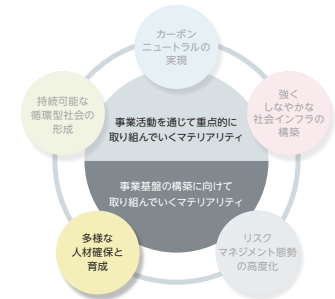 カーボン
ニュートラルの
実現
持続可能な
循環型社会の
形成
強く
しなやかな
社会インフラの
構築
事業活動を通じて重点的に
取り組んでいくマテリアリティ
事業基盤の構築に向けて
取り組んでいくマテリアリティ
多様な
人材確保と
育成
リスク
マネジメント態勢
の高度化